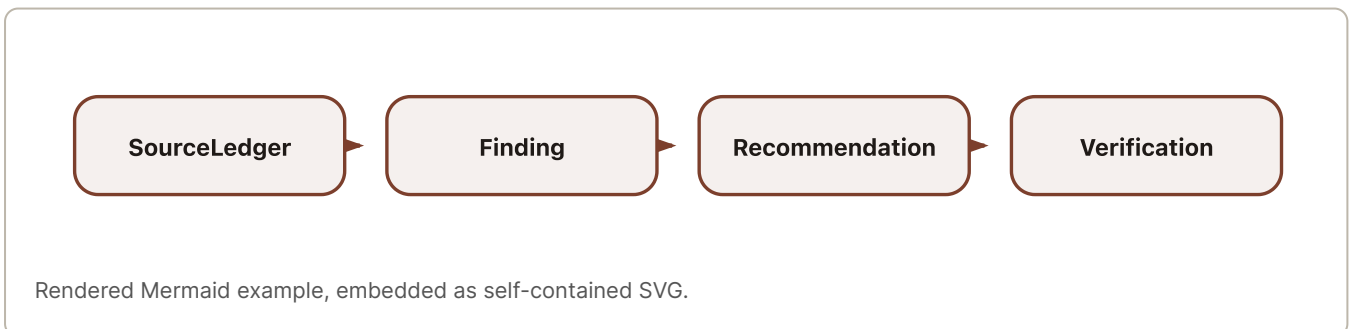 SourceLedger
Finding
Recommendation
Verification
Rendered Mermaid example, embedded as self-contained SVG.